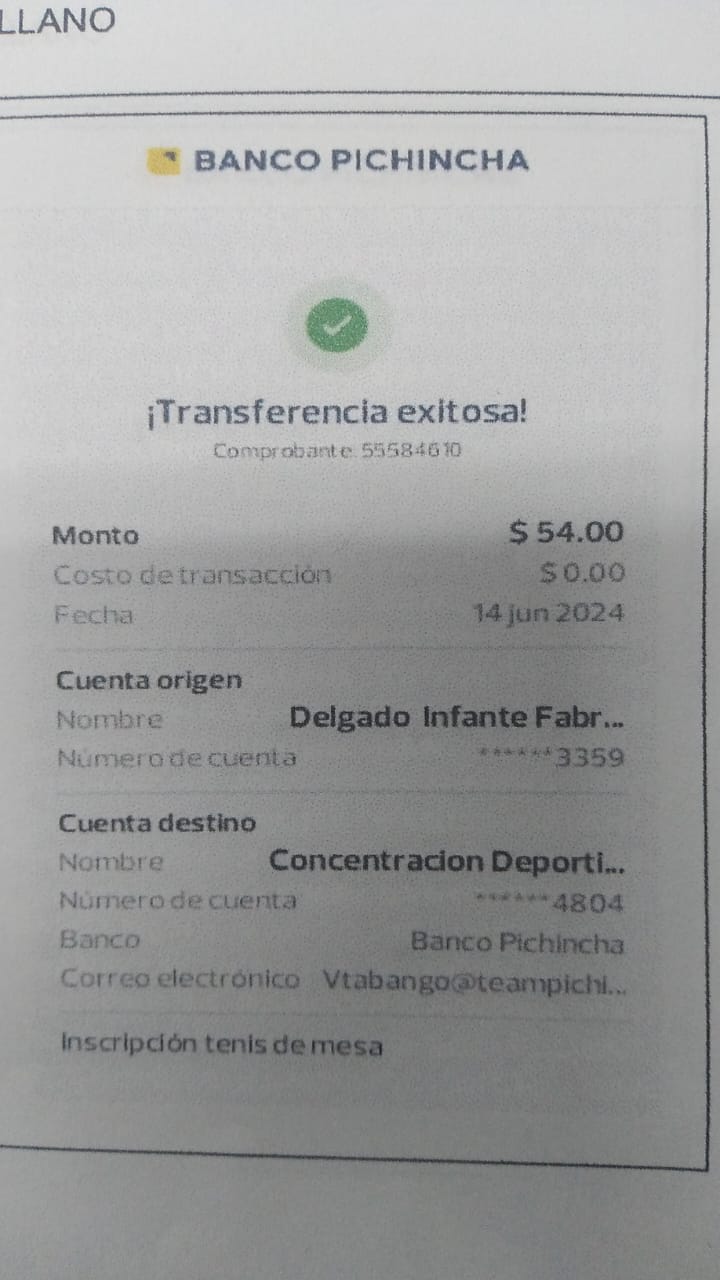 LLANO
BANCO PICHINCHA
¡Transferencia exitosa!
Comprobante: 55584610
Monto $ 54.00
Costo de transacción $ 0.00
Fecha 14 jun 2024
Cuenta origen
Nombre Delgado Infante Fabr...
Número de cuenta ******3359
Cuenta destino
Nombre Concentracion Deporti...
Número de cuenta ******4804
Banco Banco Pichincha
Correo electrónico Vtabango@teampichi...
Inscripción tenis de mesa